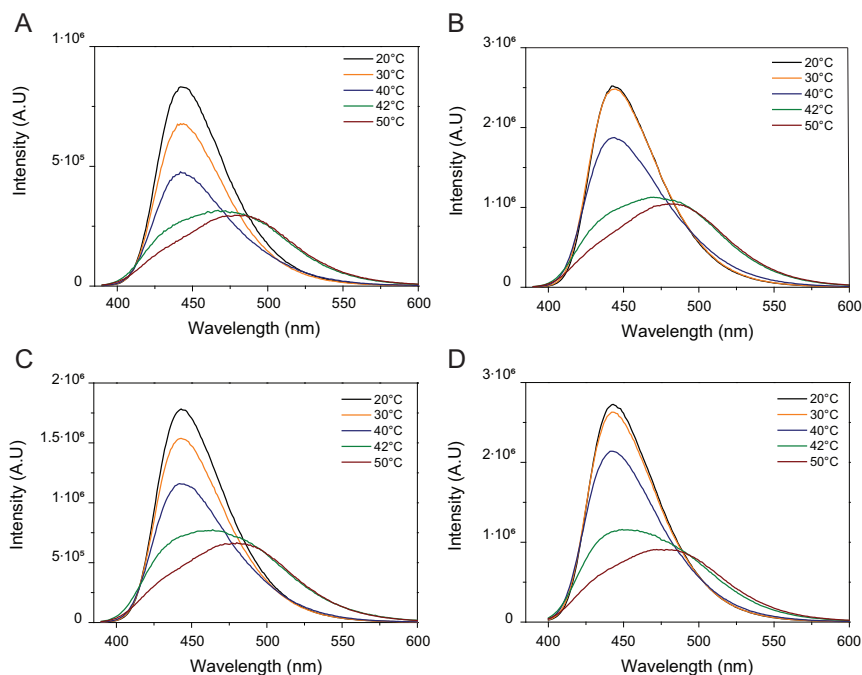 A
1·10⁶
5·10⁵
0
Intensity (A.U)
400 450 500 550 600
Wavelength (nm)
20°C
30°C
40°C
42°C
50°C
B
3·10⁶
2·10⁶
1·10⁶
0
Intensity (A.U)
400 450 500 550 600
Wavelength (nm)
20°C
30°C
40°C
42°C
50°C
C
2·10⁶
1.5·10⁶
1·10⁶
5·10⁵
0
Intensity (A.U)
400 450 500 550 600
Wavelength (nm)
20°C
30°C
40°C
42°C
50°C
D
3·10⁶
2·10⁶
1·10⁶
0
Intensity (A.U)
400 450 500 550 600
Wavelength (nm)
20°C
30°C
40°C
42°C
50°C